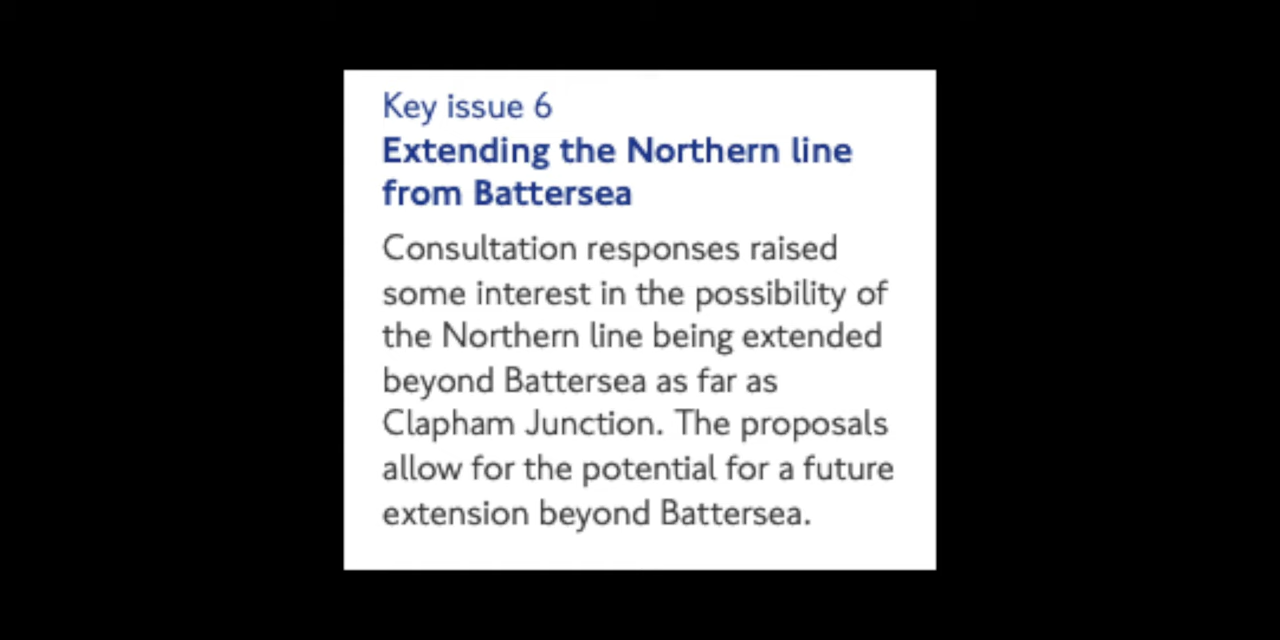 Key issue 6
Extending the Northern line
from Battersea
Consultation responses raised
some interest in the possibility of
the Northern line being extended
beyond Battersea as far as
Clapham Junction. The proposals
allow for the potential for a future
extension beyond Battersea.